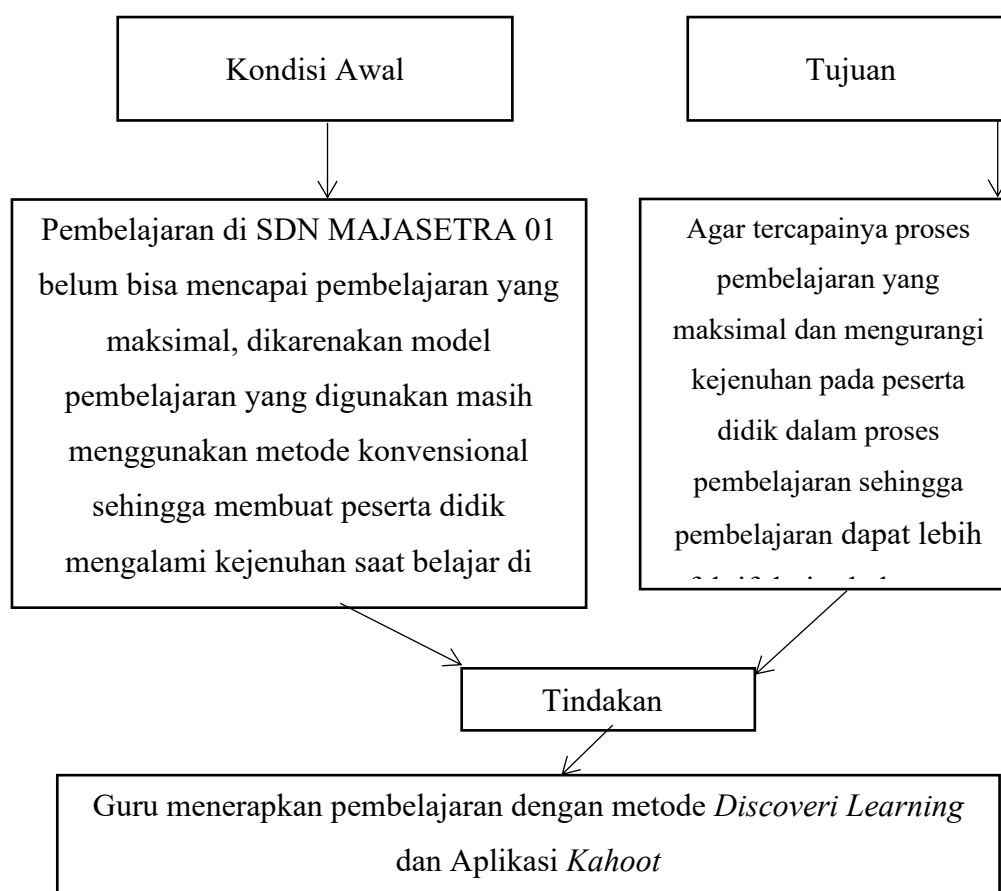 Kondisi Awal
Tujuan
Pembelajaran di SDN MAJASETRA 01
belum bisa mencapai pembelajaran yang
maksimal, dikarenakan model
pembelajaran yang digunakan masih
menggunakan metode konvensional
sehingga membuat peserta didik
mengalami kejenuhan saat belajar di
Agar tercapainya proses
pembelajaran yang
maksimal dan mengurangi
kejenuhan pada peserta
didik dalam proses
pembelajaran sehingga
pembelajaran dapat lebih
Tindakan
Guru menerapkan pembelajaran dengan metode Discoveri Learning
dan Aplikasi Kahoot